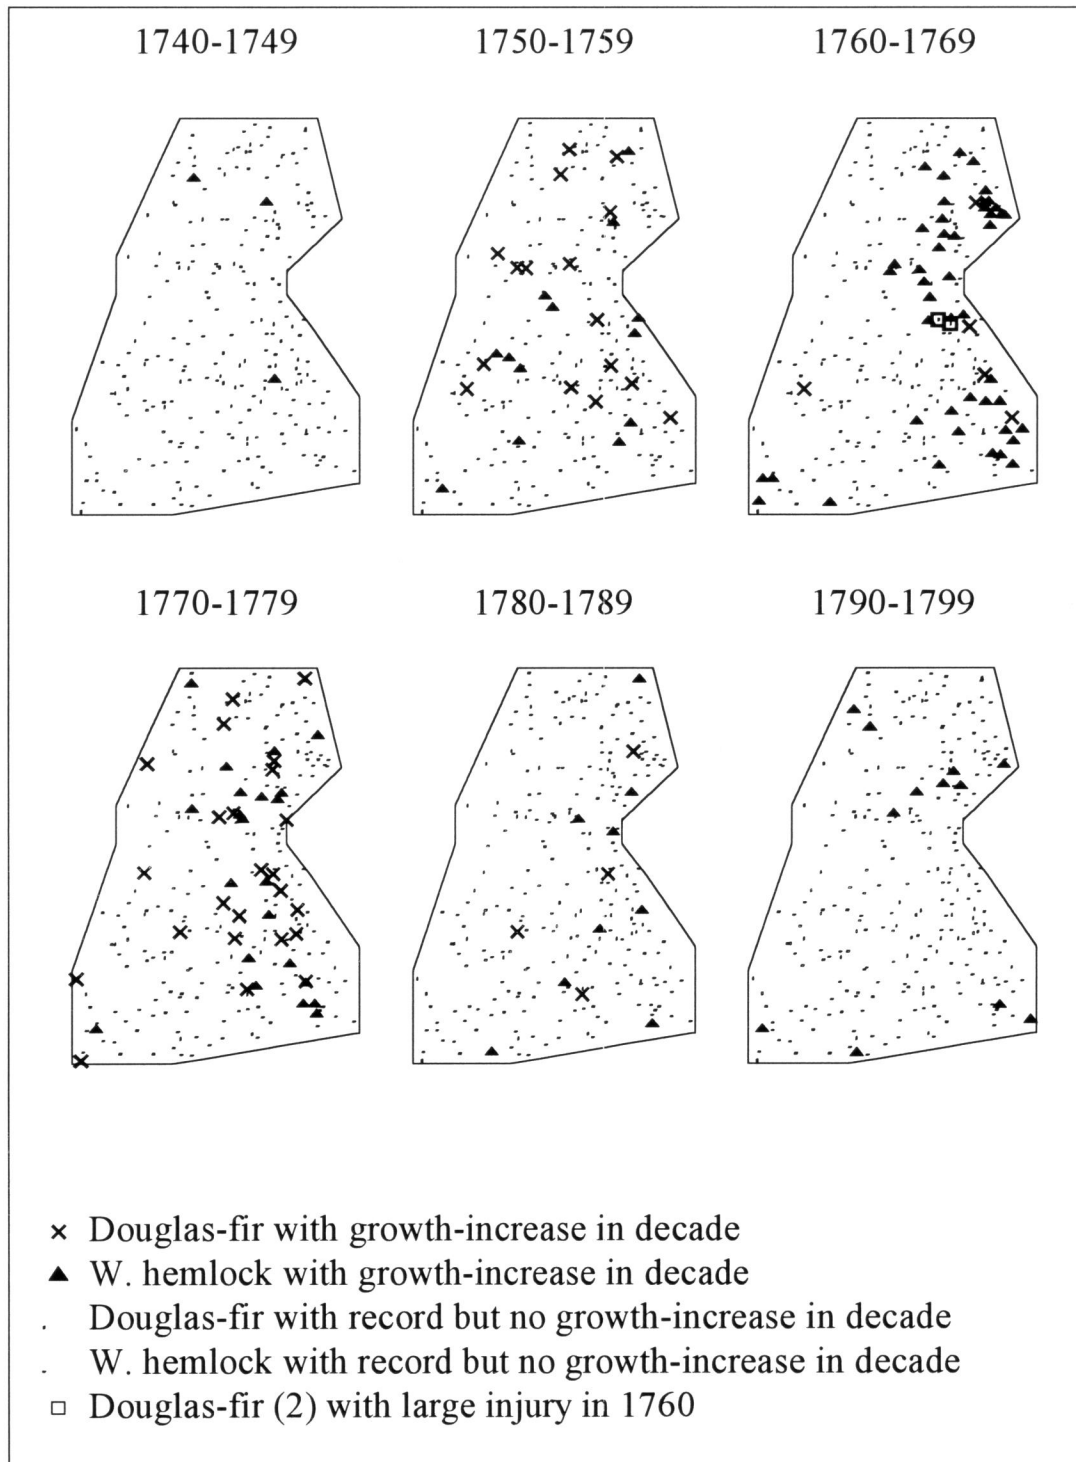 1740-1749 1750-1759 1760-1769
1770-1779 1780-1789 1790-1799
Douglas-fir with growth-increase in decade
W. hemlock with growth-increase in decade
Douglas-fir with record but no growth-increase in decade
W. hemlock with record but no growth-increase in decade
Douglas-fir (2) with large injury in 1760